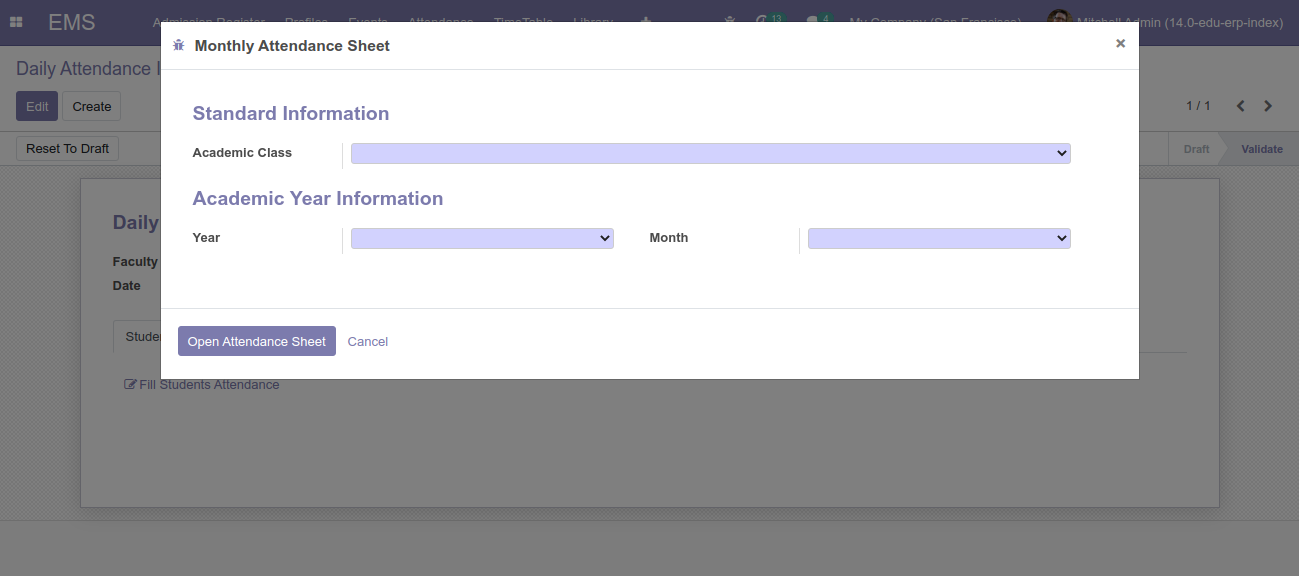 EMS Admission Register Profiles Events Attendance TimeTable Library 13 4 My Company (San Francisco) Mitchell Admin (14.0-edu-erp-index)
Monthly Attendance Sheet ×
Daily Attendance
Edit Create
1 / 1
Reset To Draft
Draft Validate
Standard Information
Academic Class
Academic Year Information
Year Month
Daily
Faculty
Date
Open Attendance Sheet Cancel
Fill Students Attendance